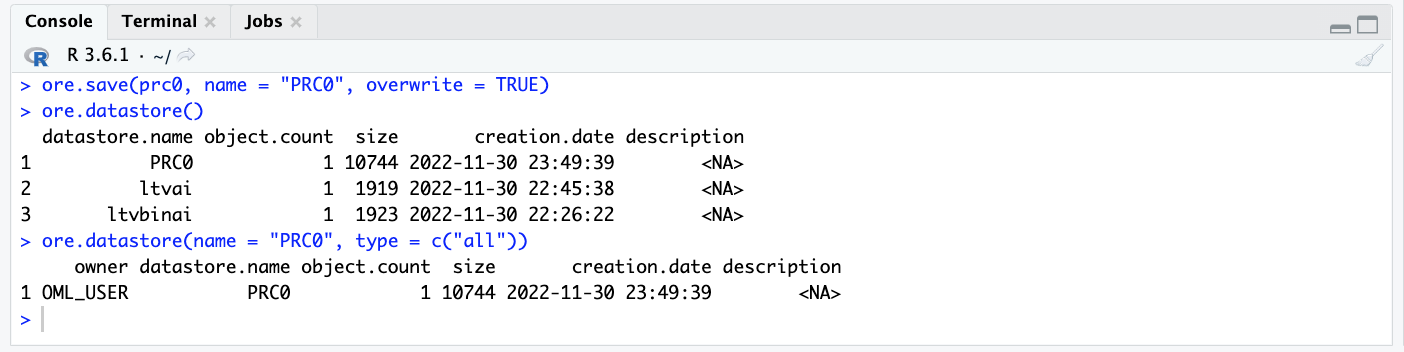 Console Terminal × Jobs ×
R R 3.6.1 · ~/
> ore.save(prc0, name = "PRC0", overwrite = TRUE)
> ore.datastore()
  datastore.name object.count  size       creation.date description
1           PRC0            1 10744 2022-11-30 23:49:39        <NA>
2          ltvai            1  1919 2022-11-30 22:45:38        <NA>
3       ltvbinai            1  1923 2022-11-30 22:26:22        <NA>
> ore.datastore(name = "PRC0", type = c("all"))
     owner datastore.name object.count  size       creation.date description
1 OML_USER           PRC0            1 10744 2022-11-30 23:49:39        <NA>
>